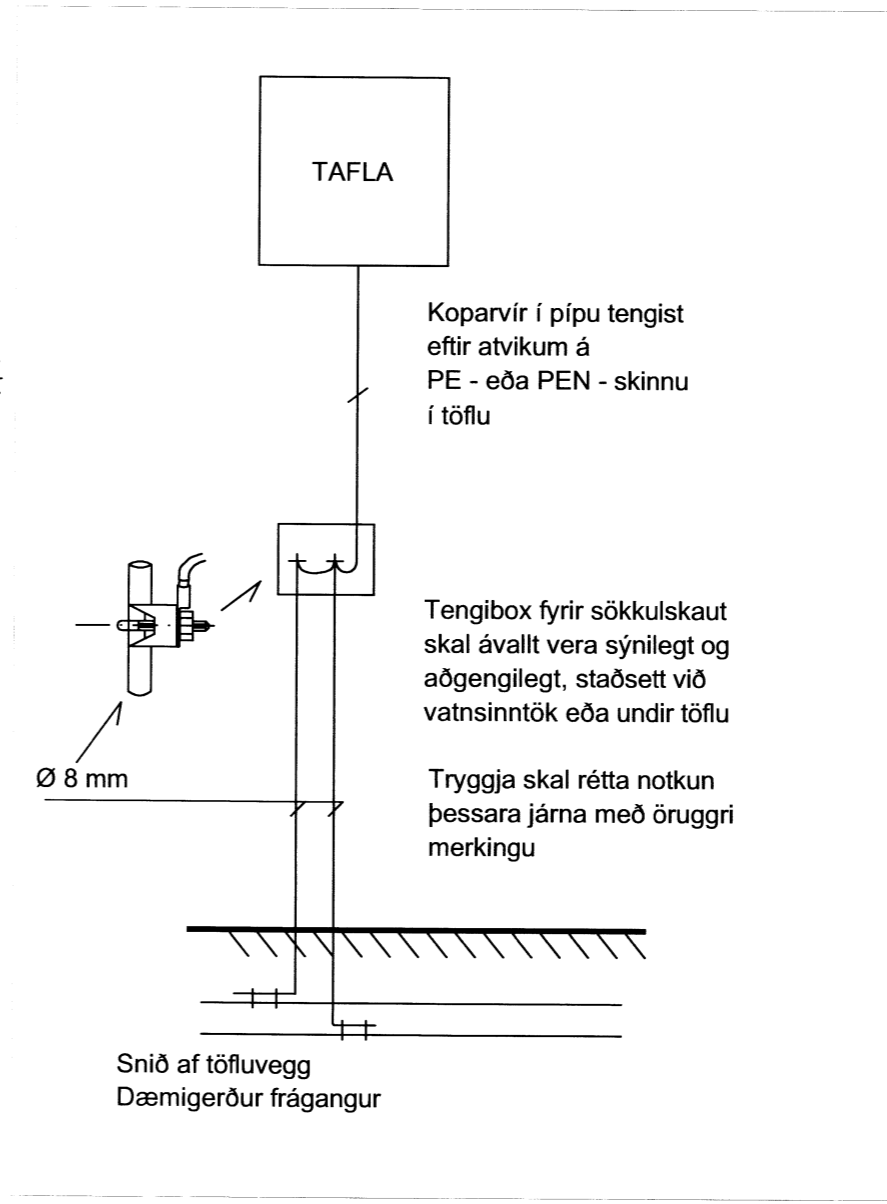 TAFLA
Koparvír í pípu tengist
eftir atvikum á
PE - eða PEN - skinnu
í töflu
Tengibox fyrir sökkulskaut
skal ávallt vera sýnilegt og
aðgengilegt, staðsett við
vatnsinntök eða undir töflu
Ø 8 mm
Tryggja skal rétta notkun
þessara járna með öruggri
merkingu
Snið af töfluvegg
Dæmigerður frágangur